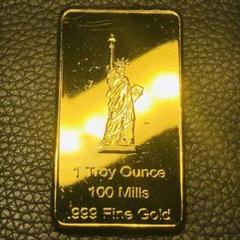 1 Troy Ounce
100 Mills
.999 Fine Gold